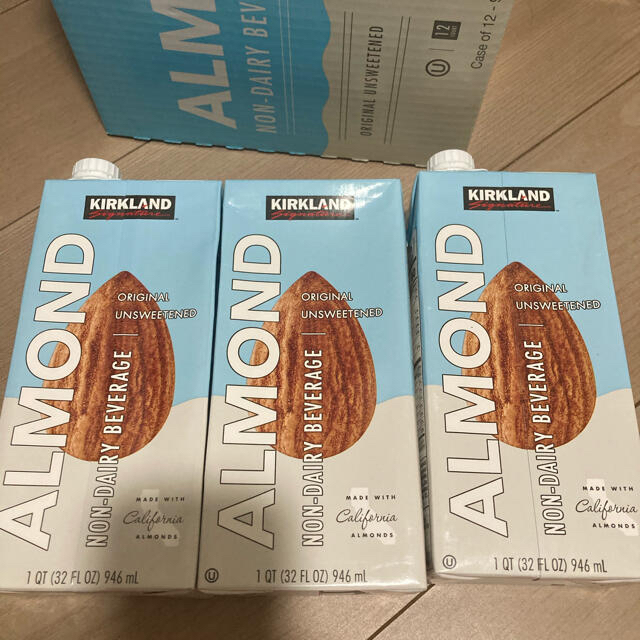 ALM
NON-DAIRY BEV
ORIGINAL UNSWEETENED
U
12
Case of 12 - 
KIRKLAND
Signature
ALMOND
NON-DAIRY BEVERAGE
ORIGINAL
UNSWEETENED
MADE WITH
California
ALMONDS
1 QT (32 FL OZ) 946 mL
KIRKLAND
Signature
ALMOND
NON-DAIRY BEVERAGE
ORIGINAL
UNSWEETENED
MADE WITH
California
ALMONDS
U
1 QT (32 FL OZ) 946 mL
KIRKLAND
Signature
ALMOND
NON-DAIRY BEVERAGE
ORIGINAL
UNSWEETENED
MADE WITH
California
ALMONDS
U
1 QT (32 FL OZ) 946 mL